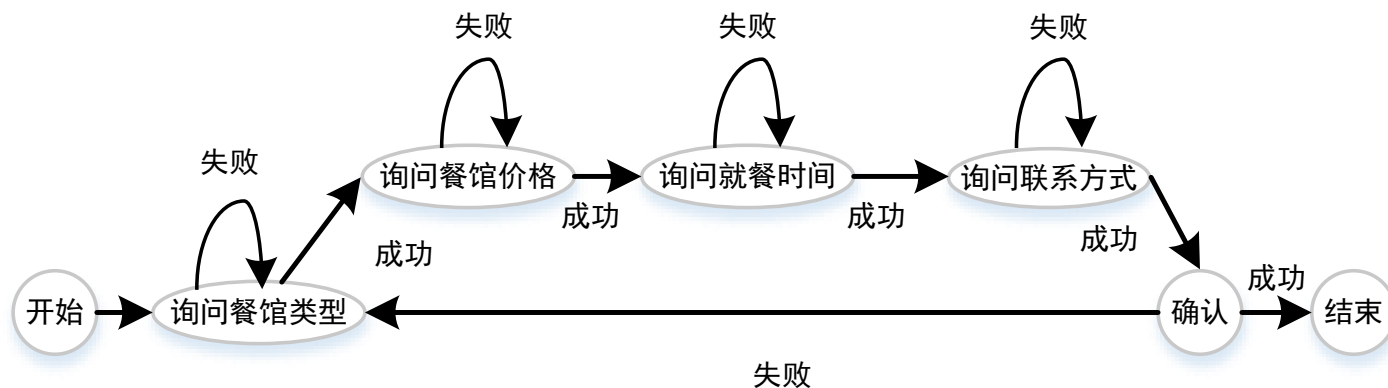 失败
失败
失败
询问餐馆价格
询问就餐时间
询问联系方式
失败
成功
成功
成功
成功
开始
询问餐馆类型
确认
成功
结束
失败